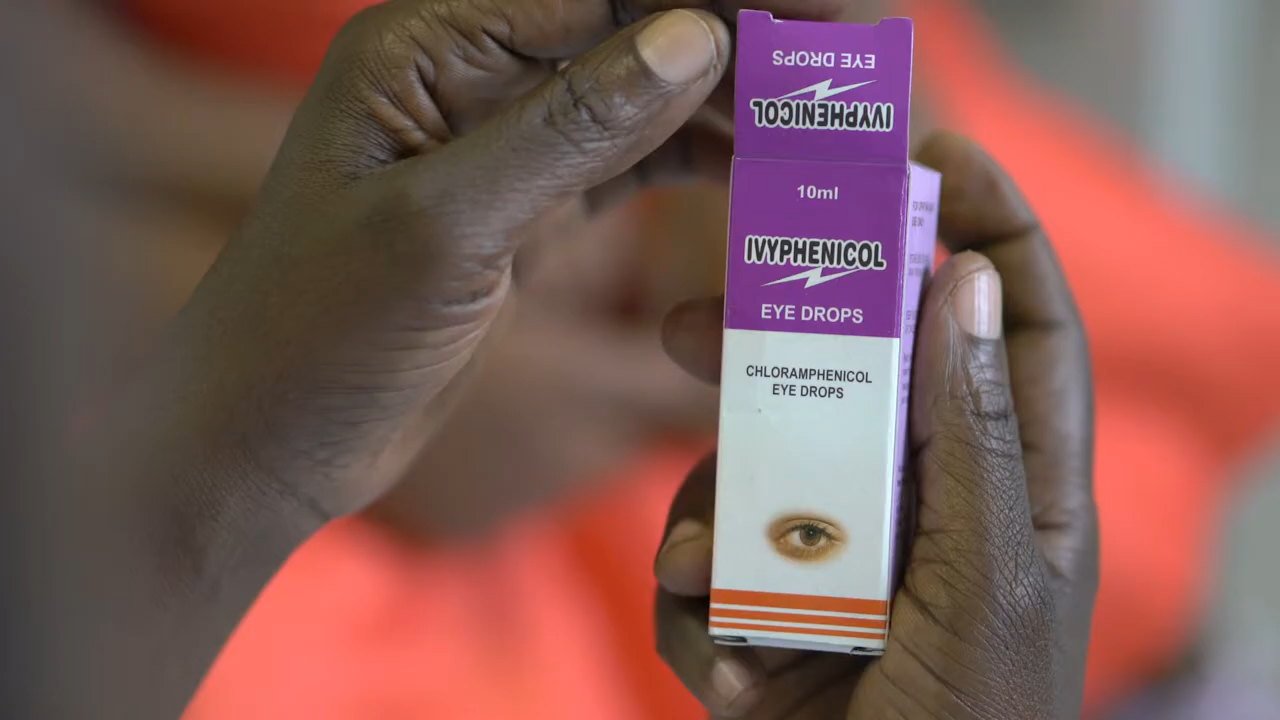 EYE DROPS
IVYPHENICOL
10ml
IVYPHENICOL
EYE DROPS
CHLORAMPHENICOL
EYE DROPS